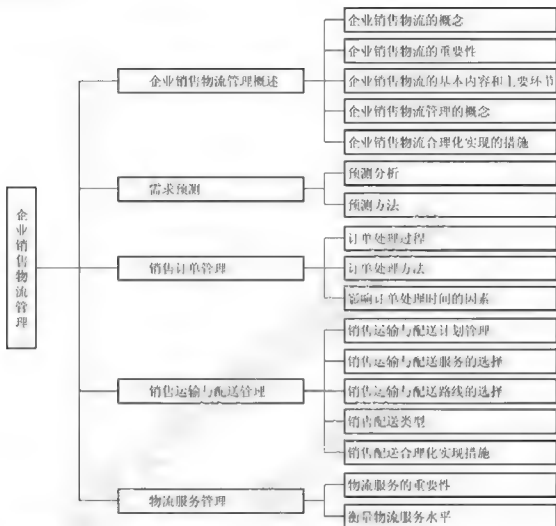 企业销售物流管理
企业销售物流管理概述
企业销售物流的概念
企业销售物流的重要性
企业销售物流的基本内容和主要环节
企业销售物流管理的概念
企业销售物流合理化实现的措施
需求预测
预测分析
预测方法
销售订单管理
订单处理过程
订单处理方法
影响订单处理时间的因素
销售运输与配送管理
销售运输与配送计划管理
销售运输与配送服务的选择
销售运输与配送路线的选择
销售配送类型
销售配送合理化实现措施
物流服务管理
物流服务的重要性
衡量物流服务水平